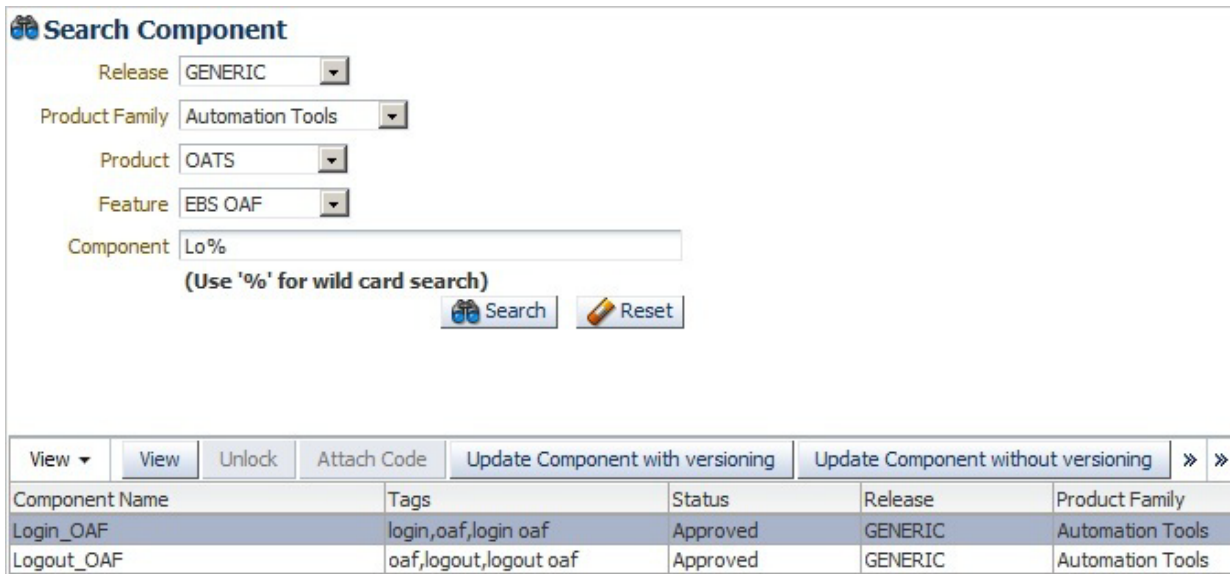 Search Component
Release GENERIC
Product Family Automation Tools
Product OATS
Feature EBS OAF
Component Lo%
(Use '%' for wild card search)
Search Reset
View View Unlock Attach Code Update Component with versioning Update Component without versioning » »
Component Name Tags Status Release Product Family
Login_OAF login,oaf,login oaf Approved GENERIC Automation Tools
Logout_OAF oaf,logout,logout oaf Approved GENERIC Automation Tools